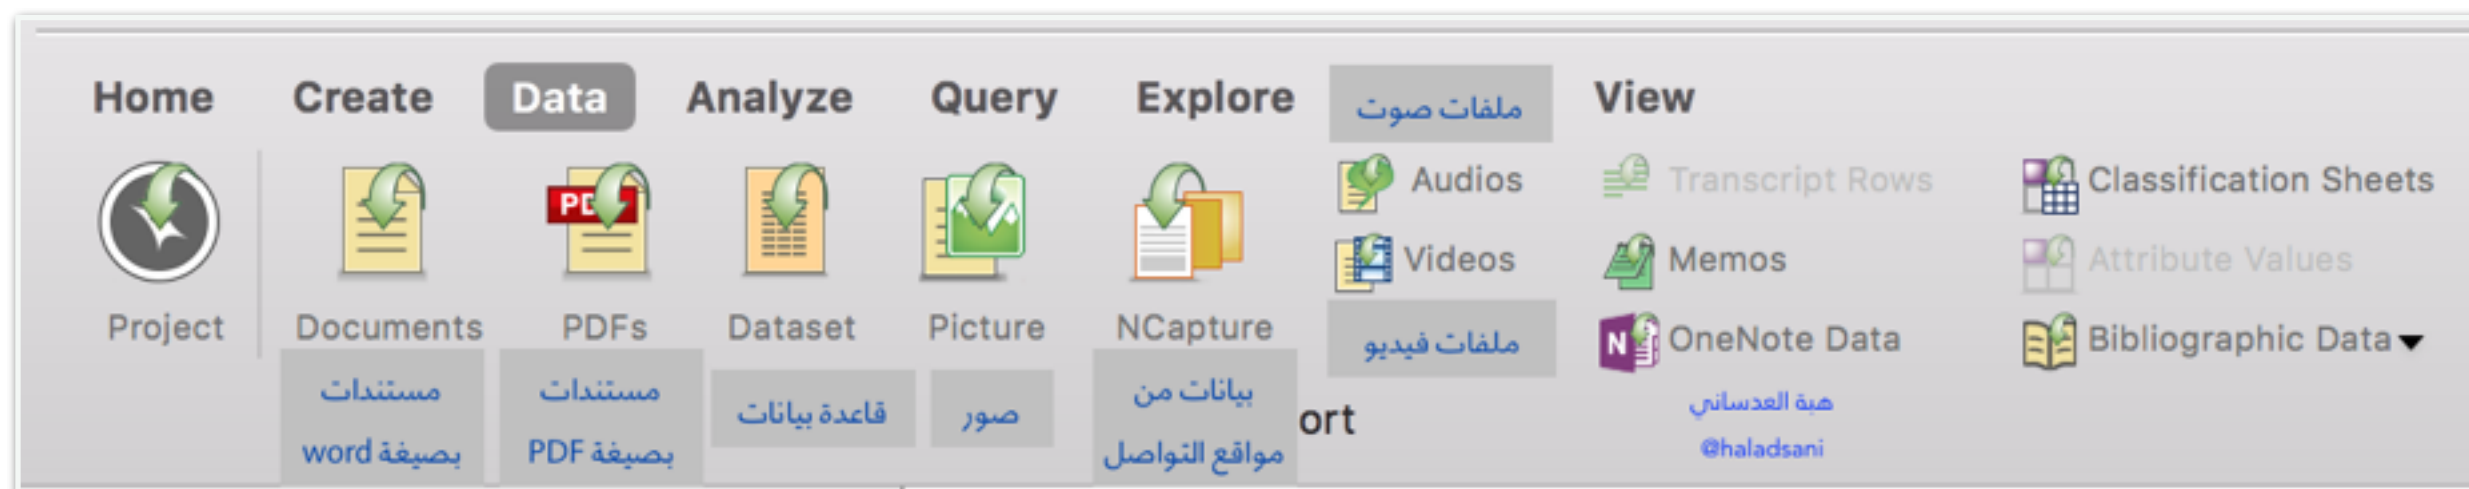 Home Create Data Analyze Query Explore ملفات صوت View
Audios Transcript Rows Classification Sheets
PDF
Videos Memos Attribute Values
Project Documents PDFs Dataset Picture NCapture ملفات فيديو N OneNote Data Bibliographic Data
مستندات
بصيغة word
مستندات
بصيغة PDF
قاعدة بيانات
صور
بيانات من
مواقع التواصل
ort
هبة العدساني
@haladsani